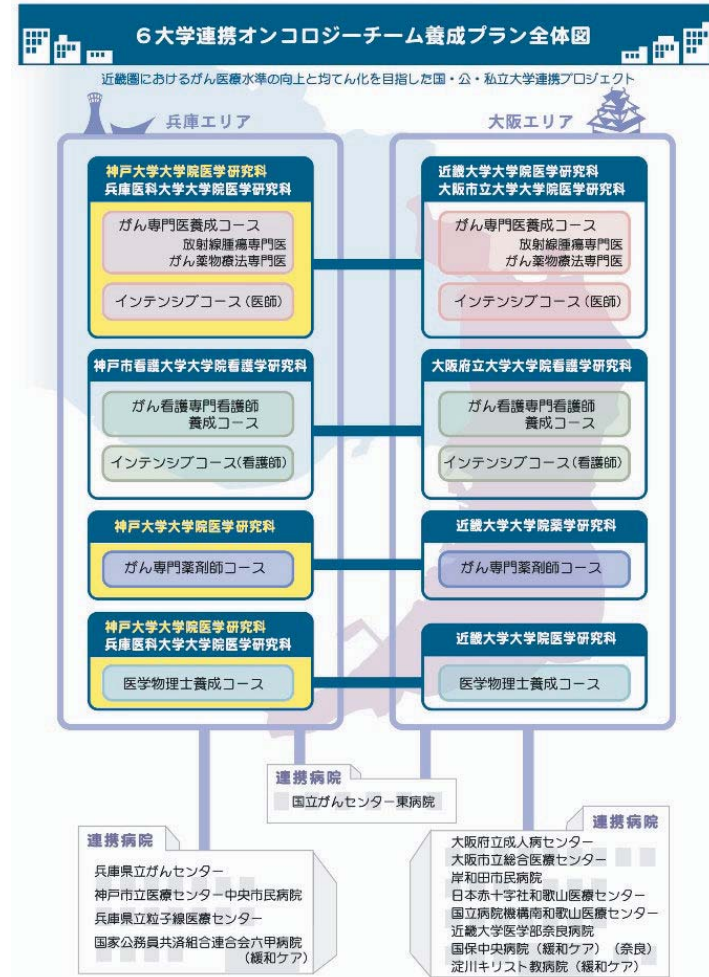 6大学連携オンコロジーチーム養成プラン全体図
近畿圏におけるがん医療水準の向上と均てん化を目指した国・公・私立大学連携プロジェクト
兵庫エリア
神戸大学大学院医学研究科
兵庫医科大学大学院医学研究科
がん専門医養成コース
放射線腫瘍専門医
がん薬物療法専門医
インテンシブコース(医師)
神戸市看護大学大学院看護学研究科
がん看護専門看護師
養成コース
インテンシブコース(看護師)
神戸大学大学院医学研究科
がん専門薬剤師コース
神戸大学大学院医学研究科
兵庫医科大学大学院医学研究科
医学物理士養成コース
大阪エリア
近畿大学大学院医学研究科
大阪市立大学大学院医学研究科
がん専門医養成コース
放射線腫瘍専門医
がん薬物療法専門医
インテンシブコース(医師)
大阪府立大学大学院看護学研究科
がん看護専門看護師
養成コース
インテンシブコース(看護師)
近畿大学大学院薬学研究科
がん専門薬剤師コース
近畿大学大学院医学研究科
医学物理士養成コース
連携病院
国立がんセンター東病院
連携病院
兵庫県立がんセンター
神戸市立医療センター中央市民病院
兵庫県立粒子線医療センター
国家公務員共済組合連合会六甲病院
(緩和ケア)
連携病院
大阪府立成人病センター
大阪市立総合医療センター
岸和田市民病院
日本赤十字社和歌山医療センター
国立病院機構南和歌山医療センター
近畿大学医学部奈良病院
国保中央病院(緩和ケア)(奈良)
淀川キリスト教病院(緩和ケア)